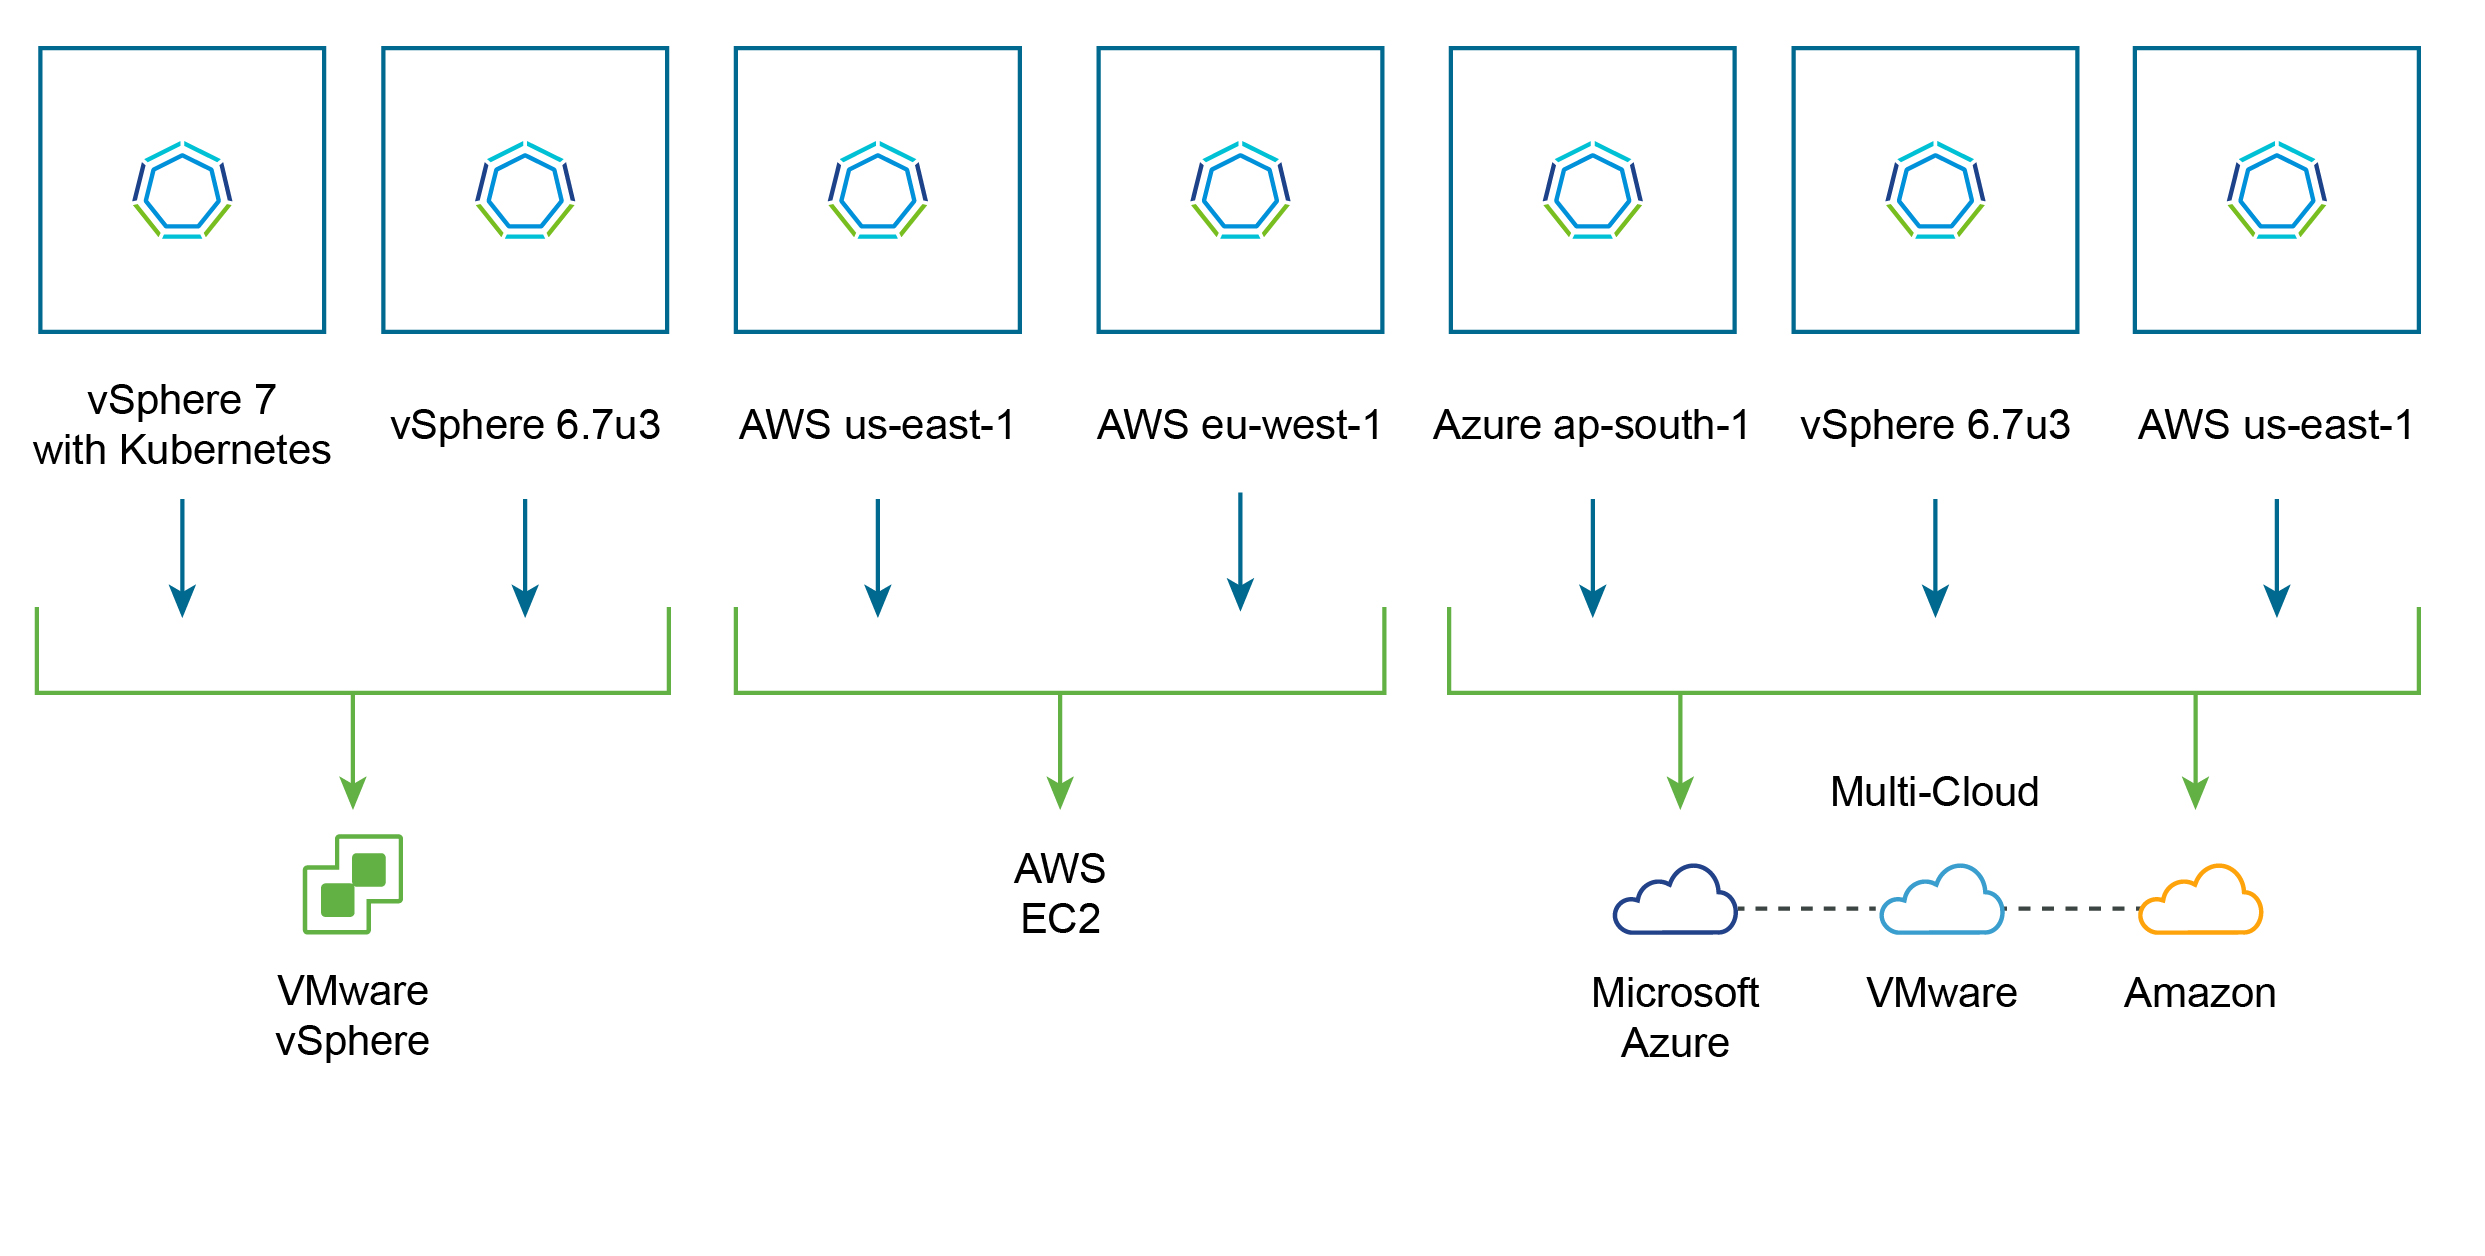 vSphere 7
with Kubernetes
vSphere 6.7u3
AWS us-east-1
AWS eu-west-1
Azure ap-south-1
vSphere 6.7u3
AWS us-east-1
VMware
vSphere
AWS
EC2
Multi-Cloud
Microsoft
Azure
VMware
Amazon